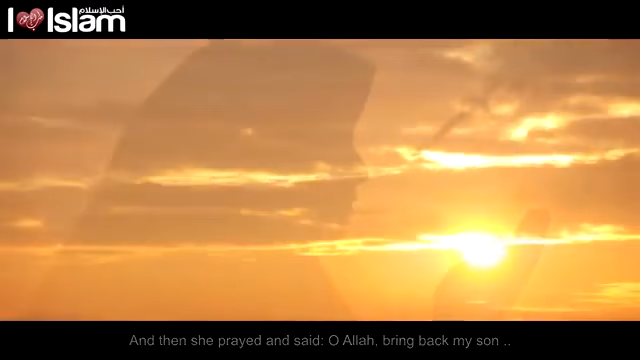 أحب الإسلام
I Islam
And then she prayed and said: O Allah, bring back my son ..